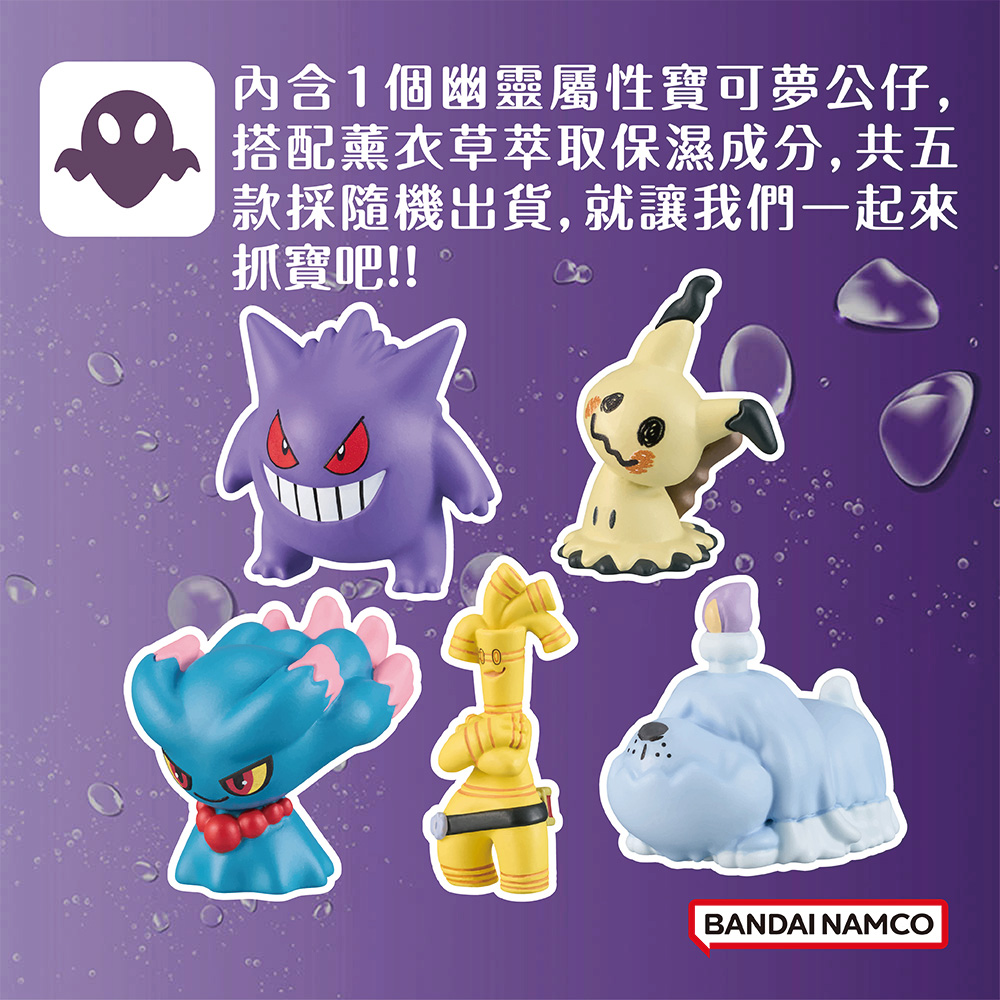 內含1個幽靈屬性寶可夢公仔,
搭配薰衣草萃取保濕成分,共五
款採隨機出貨,就讓我們一起來
抓寶吧!!
BANDAI NAMCO